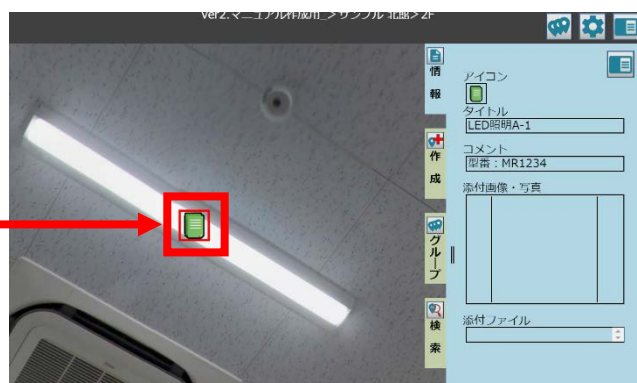 Ver2.マニュアル作成用_>サンプル 北館>2F
情報
作成
グループ
検索
アイコン
タイトル
LED照明A-1
コメント
型番：MR1234
添付画像・写真
添付ファイル